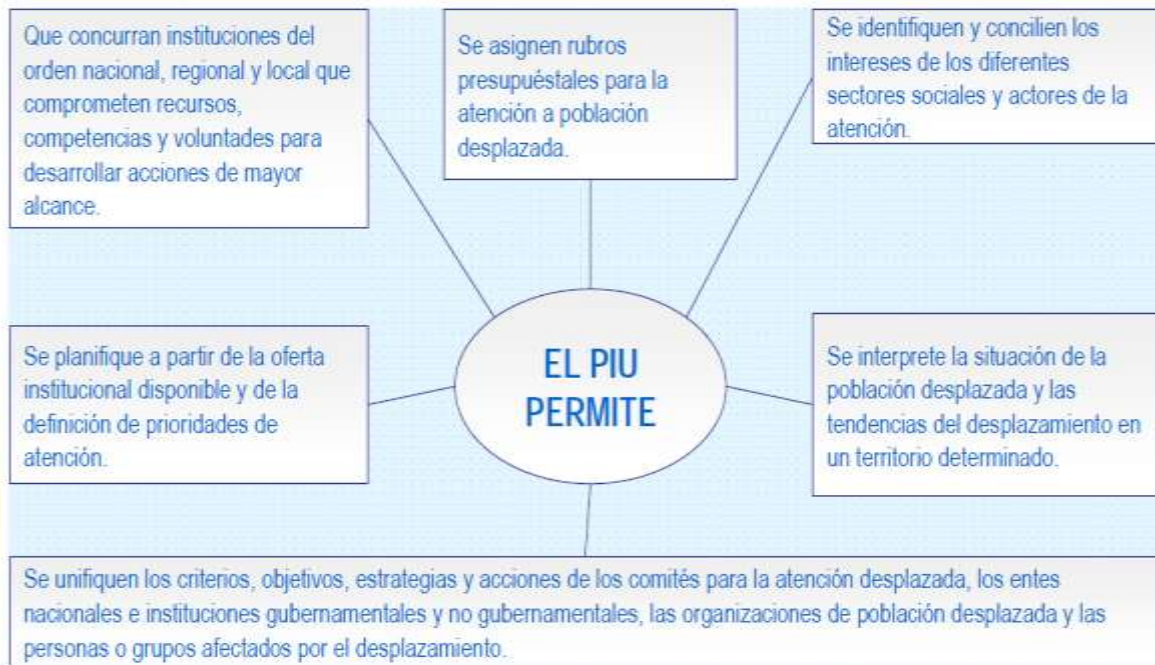 Que concurran instituciones del
orden nacional, regional y local que
comprometen recursos,
competencias y voluntades para
desarrollar acciones de mayor
alcance.
Se asignen rubros
presupuéstales para la
atención a población
desplazada.
Se identifiquen y concilien los
intereses de los diferentes
sectores sociales y actores de la
atención.
Se planifique a partir de la oferta
institucional disponible y de la
definición de prioridades de
atención.
EL PIU
PERMITE
Se interprete la situación de la
población desplazada y las
tendencias del desplazamiento en
un territorio determinado.
Se unifiquen los criterios, objetivos, estrategias y acciones de los comités para la atención desplazada, los entes
nacionales e instituciones gubernamentales y no gubernamentales, las organizaciones de población desplazada y las
personas o grupos afectados por el desplazamiento.